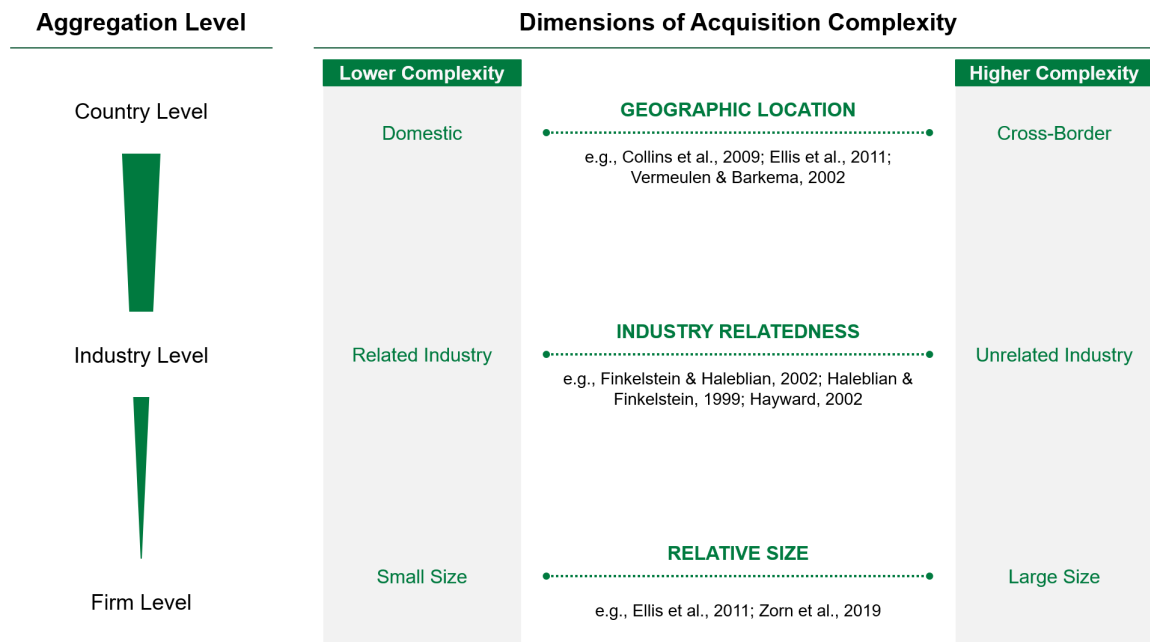 Aggregation Level
Dimensions of Acquisition Complexity
Lower Complexity
Higher Complexity
Country Level
GEOGRAPHIC LOCATION
Domestic
Cross-Border
e.g., Collins et al., 2009; Ellis et al., 2011;
Vermeulen & Barkema, 2002
Industry Level
INDUSTRY RELATEDNESS
Related Industry
Unrelated Industry
e.g., Finkelstein & Haleblian, 2002; Haleblian &
Finkelstein, 1999; Hayward, 2002
RELATIVE SIZE
Small Size
Large Size
Firm Level
e.g., Ellis et al., 2011; Zorn et al., 2019